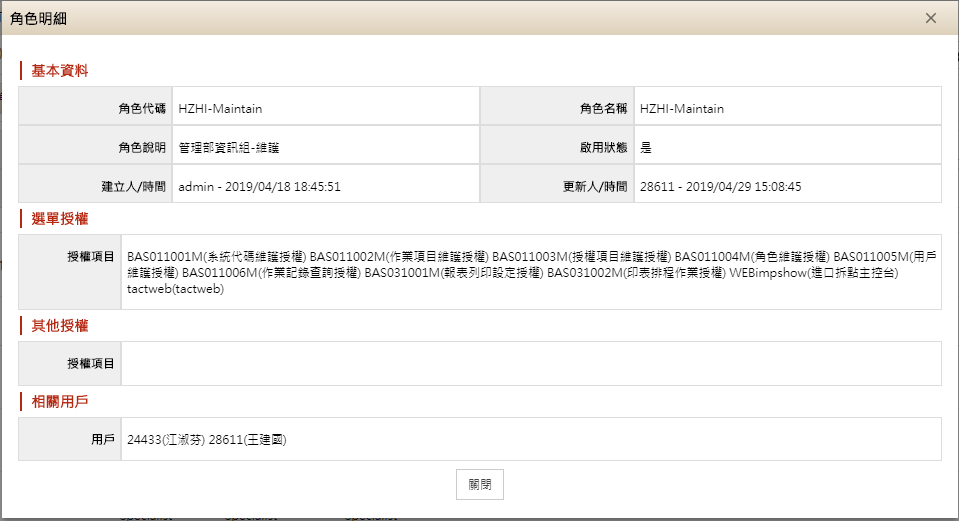 角色明細
基本資料
角色代碼 HZHI-Maintain 角色名稱 HZHI-Maintain
角色說明 管理部資訊組-維護 啟用狀態 是
建立人/時間 admin - 2019/04/18 18:45:51 更新人/時間 28611 - 2019/04/29 15:08:45
選單授權
授權項目 BAS011001M(系統代碼維護授權) BAS011002M(作業項目維護授權) BAS011003M(授權項目維護授權) BAS011004M(角色維護授權) BAS011005M(用戶
維護授權) BAS011006M(作業記錄查詢授權) BAS031001M(報表列印設定授權) BAS031002M(印表排程作業授權) WEBimpshow(進口拆點主控台)
tactweb(tactweb)
其他授權
授權項目
相關用戶
用戶 24433(江淑芬) 28611(王建國)
關閉